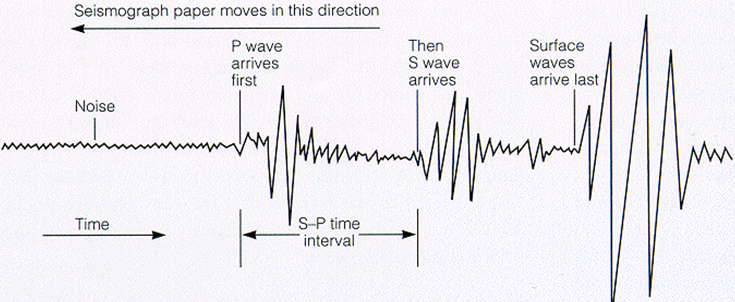 Seismograph paper moves in this direction
P wave
arrives
first
Then
S wave
arrives
Surface
waves
arrive last
Noise
Time
S–P time
interval